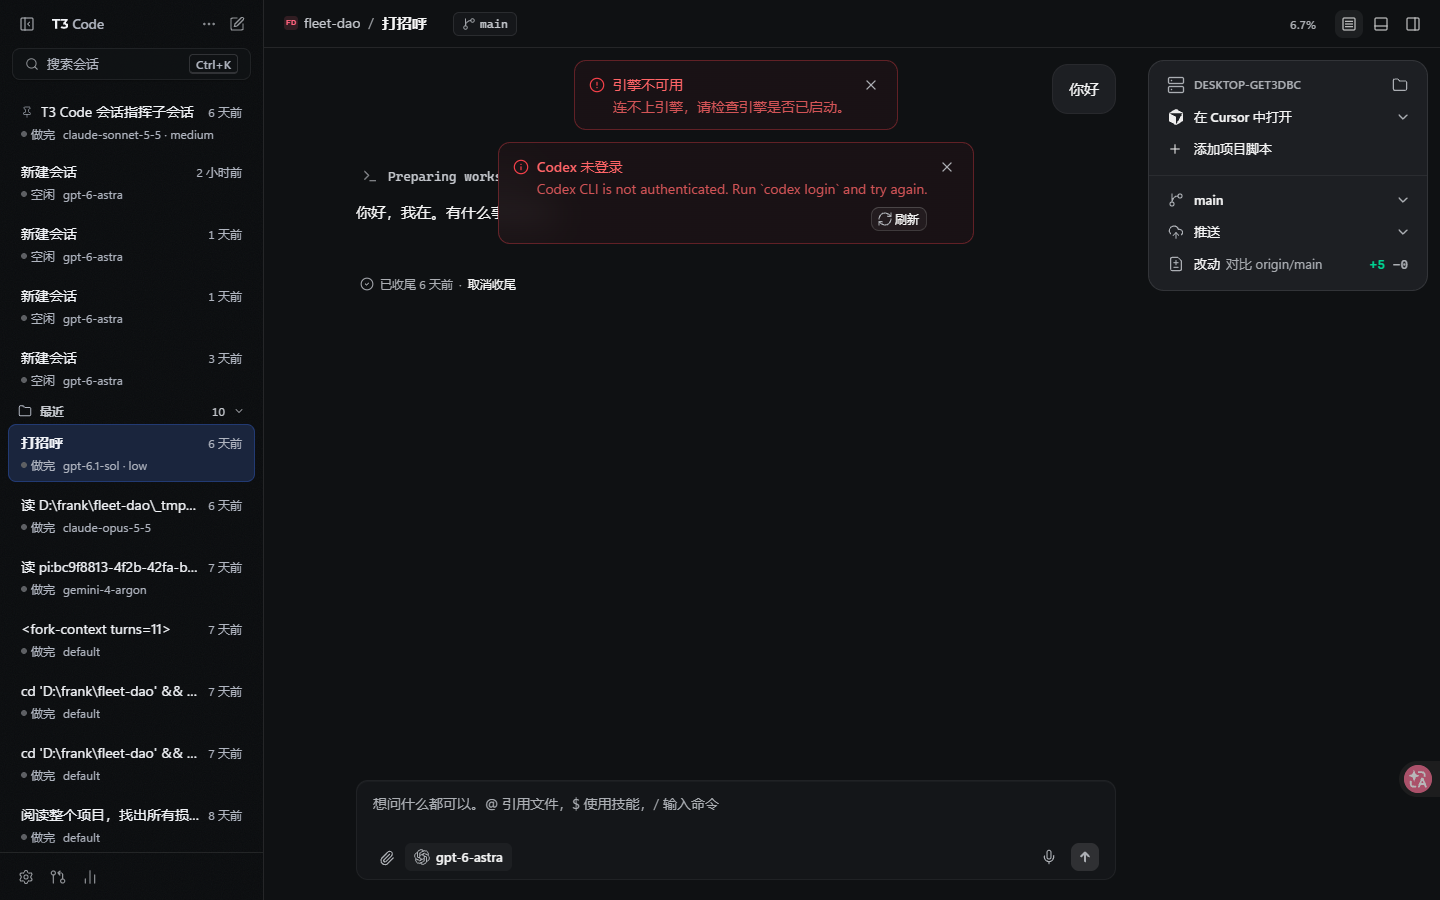 T3 Code
搜索会话
Ctrl+K
T3 Code 会话指挥子会话
6 天前
做完 claude-sonnet-5-5 · medium
新建会话
2 小时前
空闲 gpt-6-astra
新建会话
1 天前
空闲 gpt-6-astra
新建会话
1 天前
空闲 gpt-6-astra
新建会话
3 天前
空闲 gpt-6-astra
最近
10
打招呼
6 天前
做完 gpt-6.1-sol · low
读 D:\frank\fleet-dao\_tmp...
6 天前
做完 claude-opus-5-5
读 pi:bc9f8813-4f2b-42fa-b...
7 天前
做完 gemini-4-argon
<fork-context turns=11>
7 天前
做完 default
cd 'D:\frank\fleet-dao' && ...
7 天前
做完 default
cd 'D:\frank\fleet-dao' && ...
7 天前
做完 default
阅读整个项目，找出所有损...
8 天前
做完 default
FD fleet-dao / 打招呼
main
6.7%
引擎不可用
连不上引擎，请检查引擎是否已启动。
你好
Codex 未登录
Codex CLI is not authenticated. Run `codex login` and try again.
刷新
>_ Preparing works
你好，我在。有什么事
已收尾 6 天前 · 取消收尾
DESKTOP-GET3DBC
在 Cursor 中打开
添加项目脚本
main
推送
改动 对比 origin/main
+5 −0
想问什么都可以。@ 引用文件，$ 使用技能，/ 输入命令
gpt-6-astra